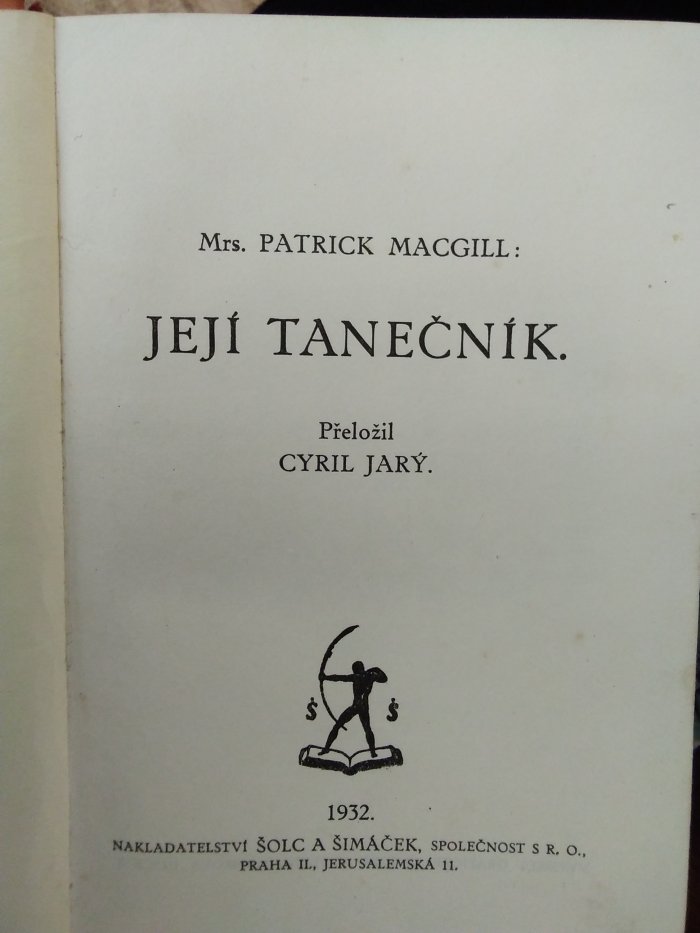 Mrs. PATRICK MACGILL:
JEJÍ TANEČNÍK.
Přeložil
CYRIL JARÝ.
Š Š
1932.
NAKLADATELSTVÍ ŠOLC A ŠIMÁČEK, SPOLEČNOST S R. O.,
PRAHA II., JERUSALEMSKÁ 11.